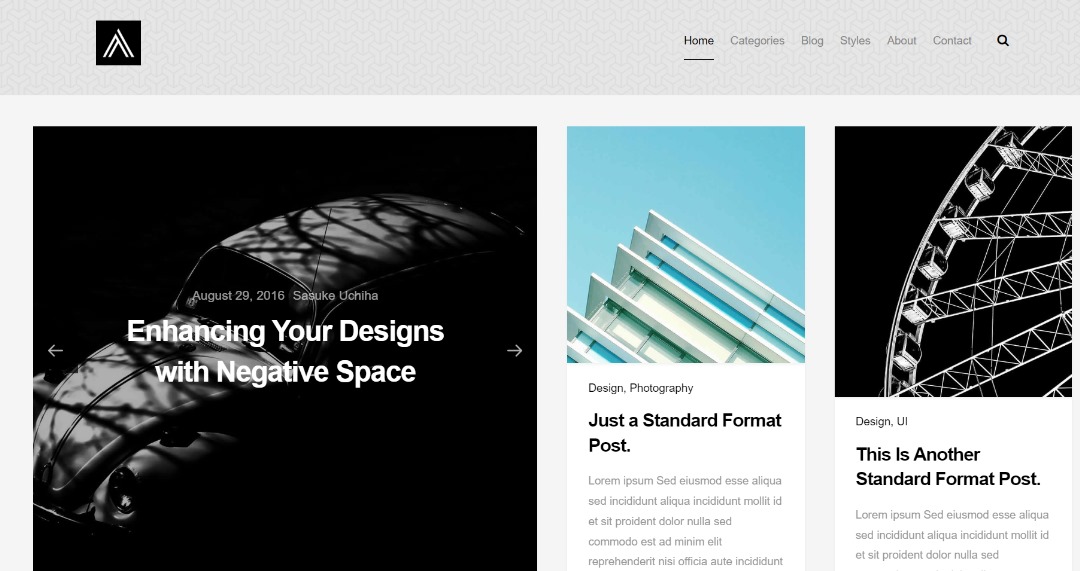 Home Categories Blog Styles About Contact
August 29, 2016 Sasuke Uchiha
Enhancing Your Designs
with Negative Space
Design, Photography
Just a Standard Format
Post.
Lorem ipsum Sed eiusmod esse aliqua
sed incididunt aliqua incididunt mollit id
et sit proident dolor nulla sed
commodo est ad minim elit
reprehenderit nisi officia aute incididunt
Design, UI
This Is Another
Standard Format Post.
Lorem ipsum Sed eiusmod esse aliqua
sed incididunt aliqua incididunt mollit id
et sit proident dolor nulla sed